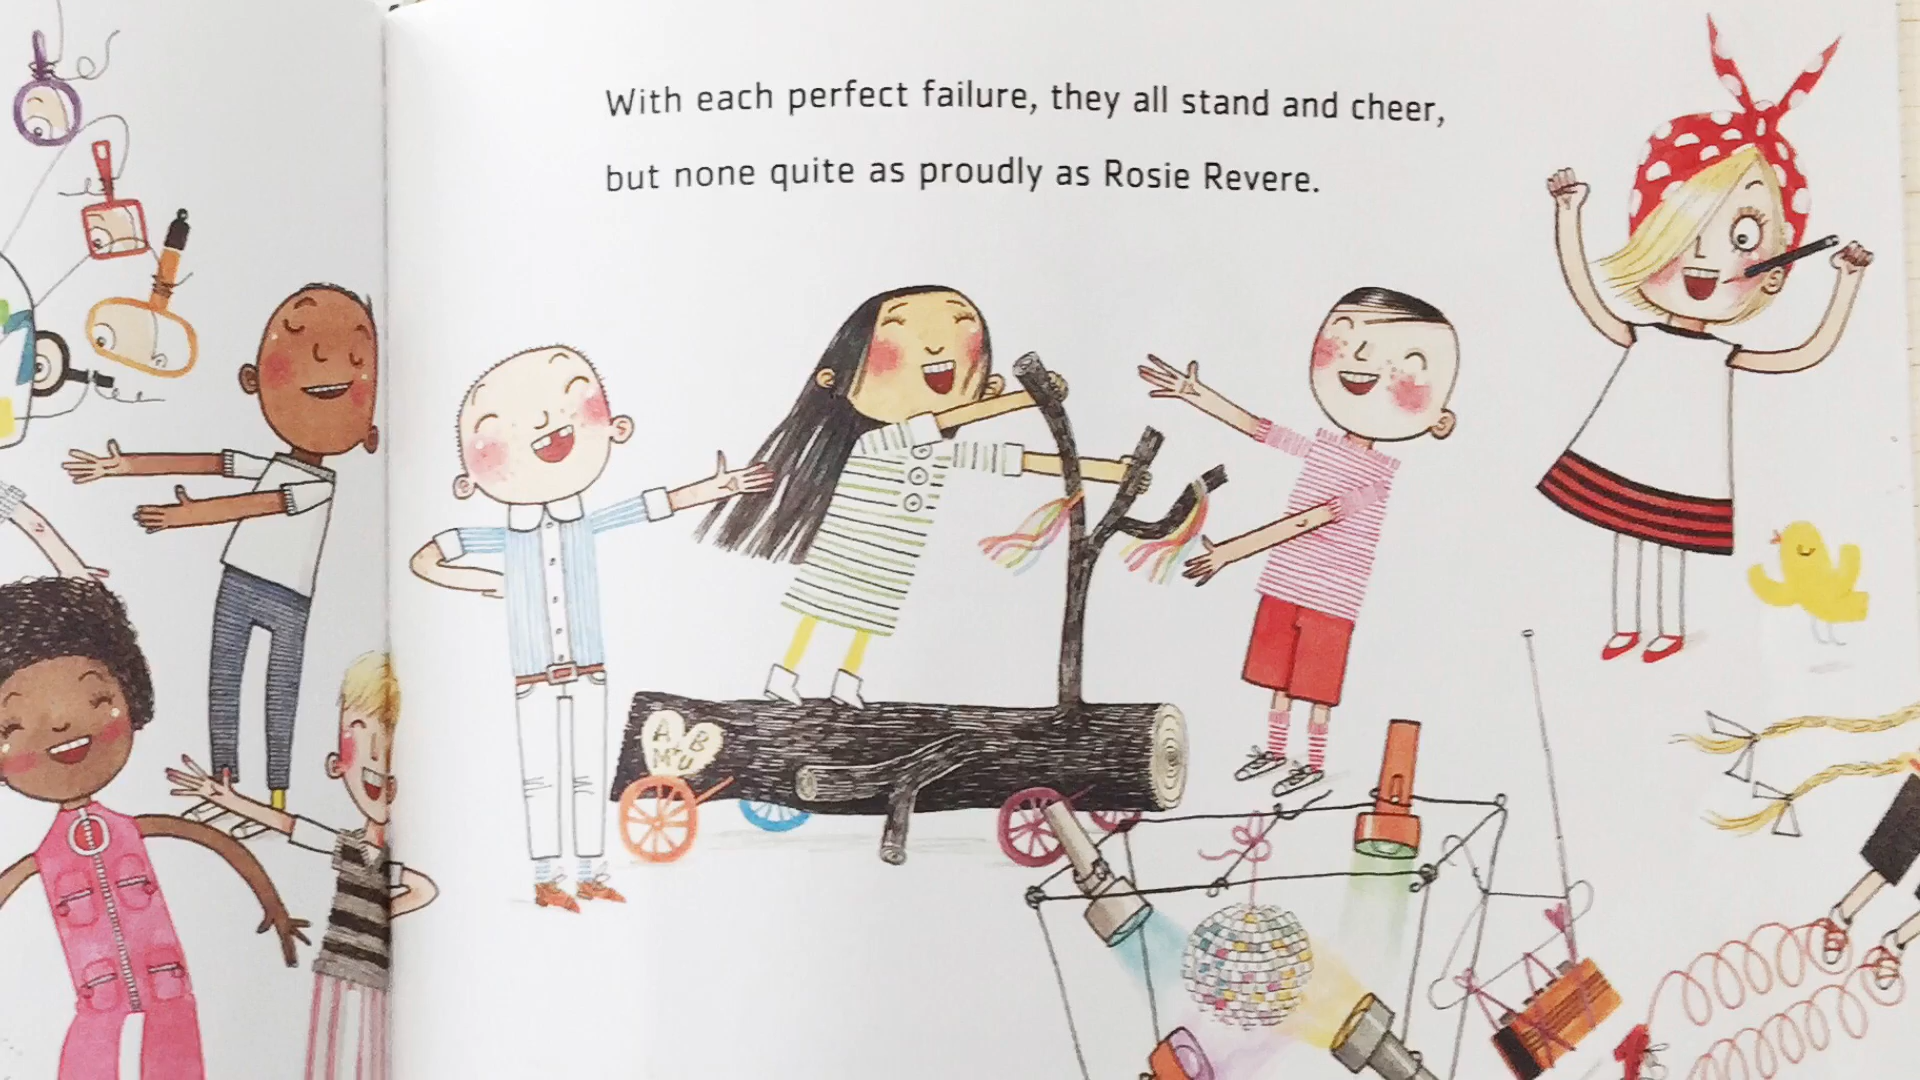 With each perfect failure, they all stand and cheer,
but none quite as proudly as Rosie Revere.
A + B
M U